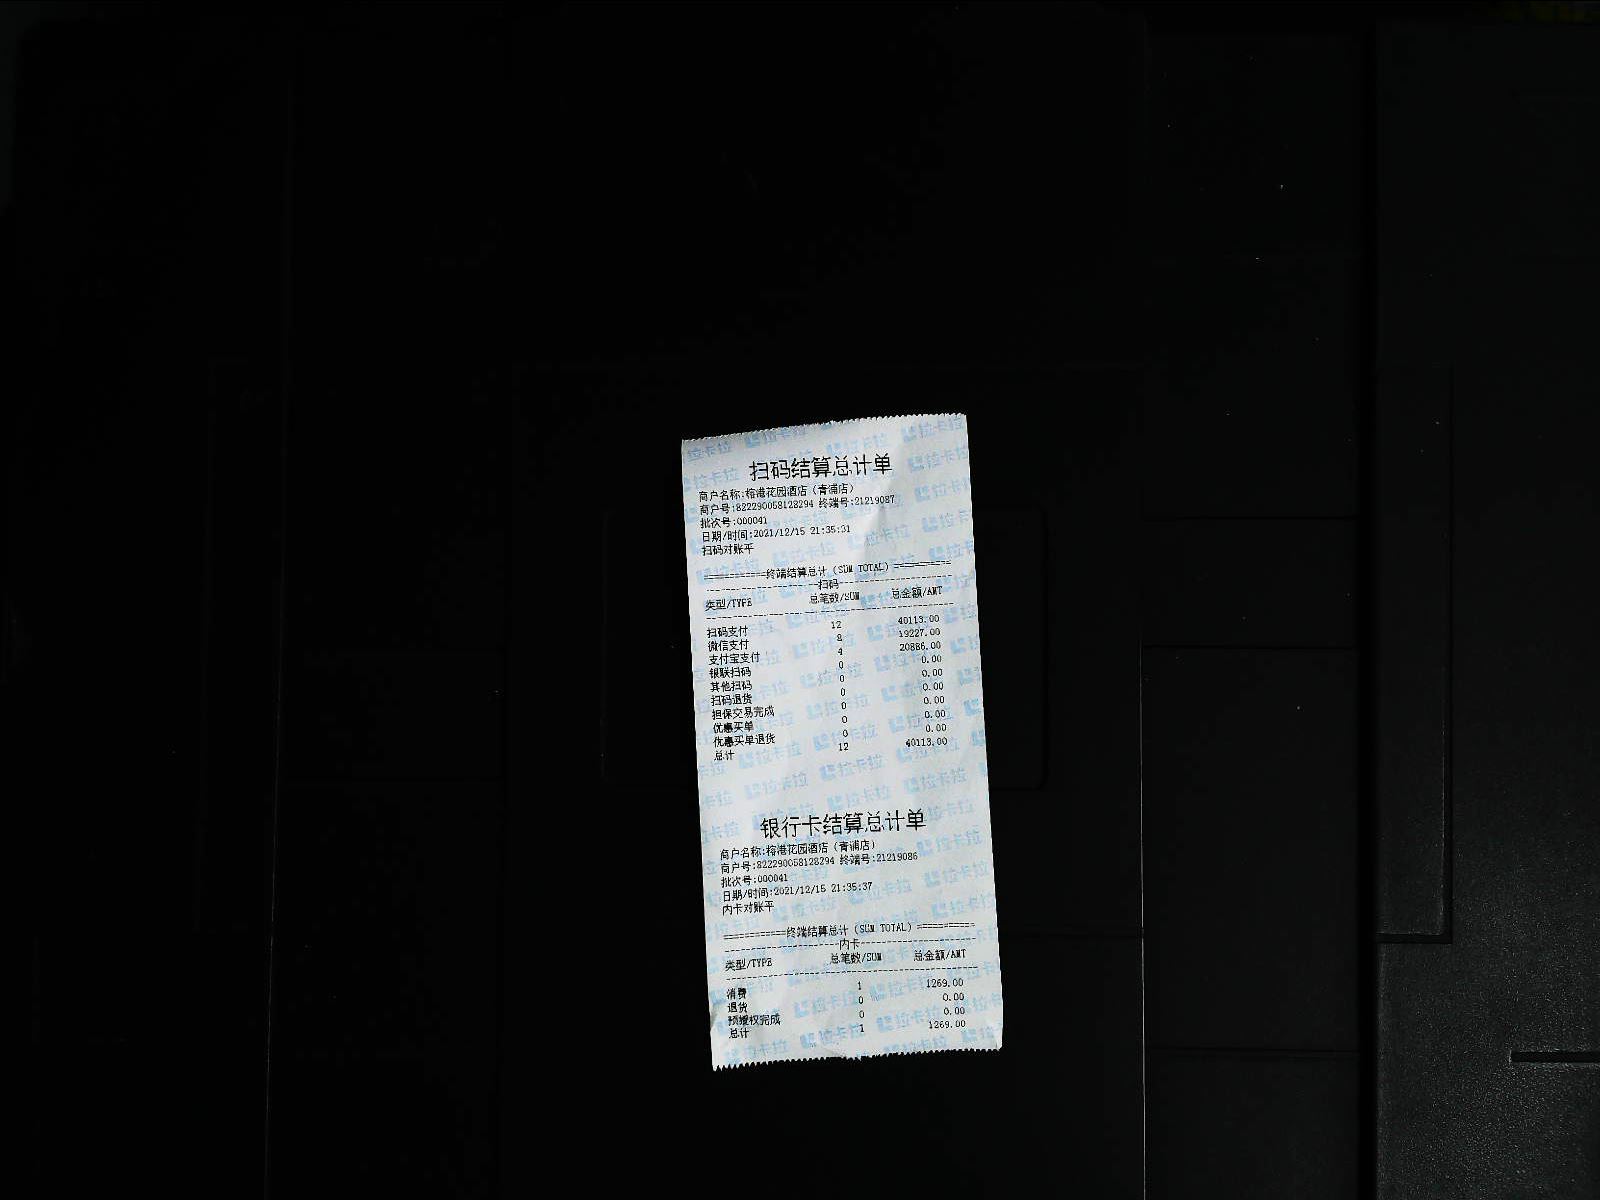 扫码结算总计单
商户名称:榕港花园酒店（青浦店）
商户号:822290058128294 终端号:21219087
批次号:000041
日期/时间:2021/12/15 21:35:31
扫码对账平
===========终端结算总计（SUM TOTAL）===========
--------------------扫码--------------------
类型/TYPE 总笔数/SUM 总金额/AMT
扫码支付 12 40113.00
微信支付 8 19227.00
支付宝支付 4 20886.00
银联扫码 0 0.00
其他扫码 0 0.00
扫码退货 0 0.00
担保交易完成 0 0.00
优惠买单 0 0.00
优惠买单退货 0 0.00
总计 12 40113.00
银行卡结算总计单
商户名称:榕港花园酒店（青浦店）
商户号:822290058128294 终端号:21219086
批次号:000041
日期/时间:2021/12/15 21:35:37
内卡对账平
===========终端结算总计（SUM TOTAL）===========
--------------------内卡--------------------
类型/TYPE 总笔数/SUM 总金额/AMT
消费 1 1269.00
退货 0 0.00
预授权完成 0 0.00
总计 1 1269.00